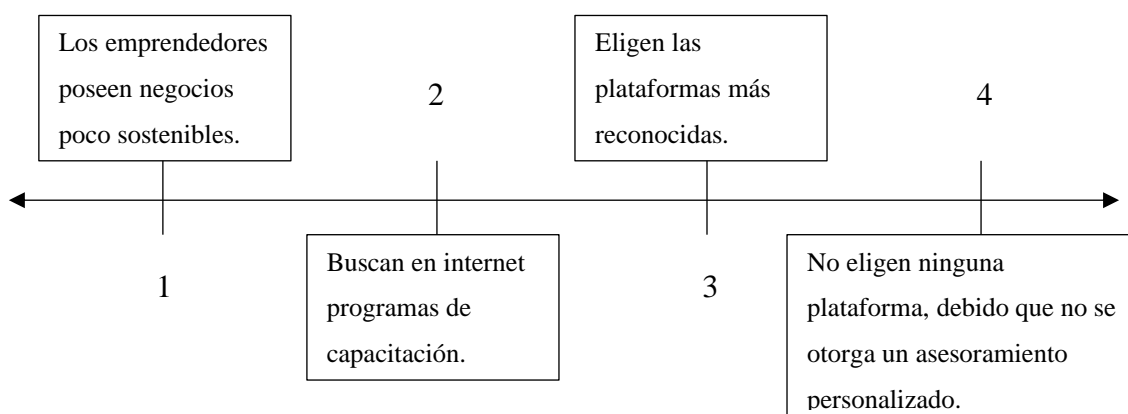 Los emprendedores
poseen negocios
poco sostenibles.
1
2
Buscan en internet
programas de
capacitación.
Eligen las
plataformas más
reconocidas.
3
4
No eligen ninguna
plataforma, debido que no se
otorga un asesoramiento
personalizado.